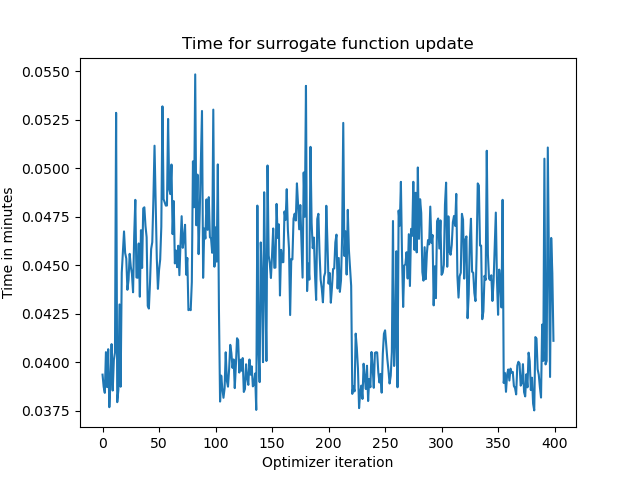 Time for surrogate function update
0.0550
0.0525
0.0500
0.0475
0.0450
0.0425
0.0400
0.0375
Time in minutes
0 50 100 150 200 250 300 350 400
Optimizer iteration